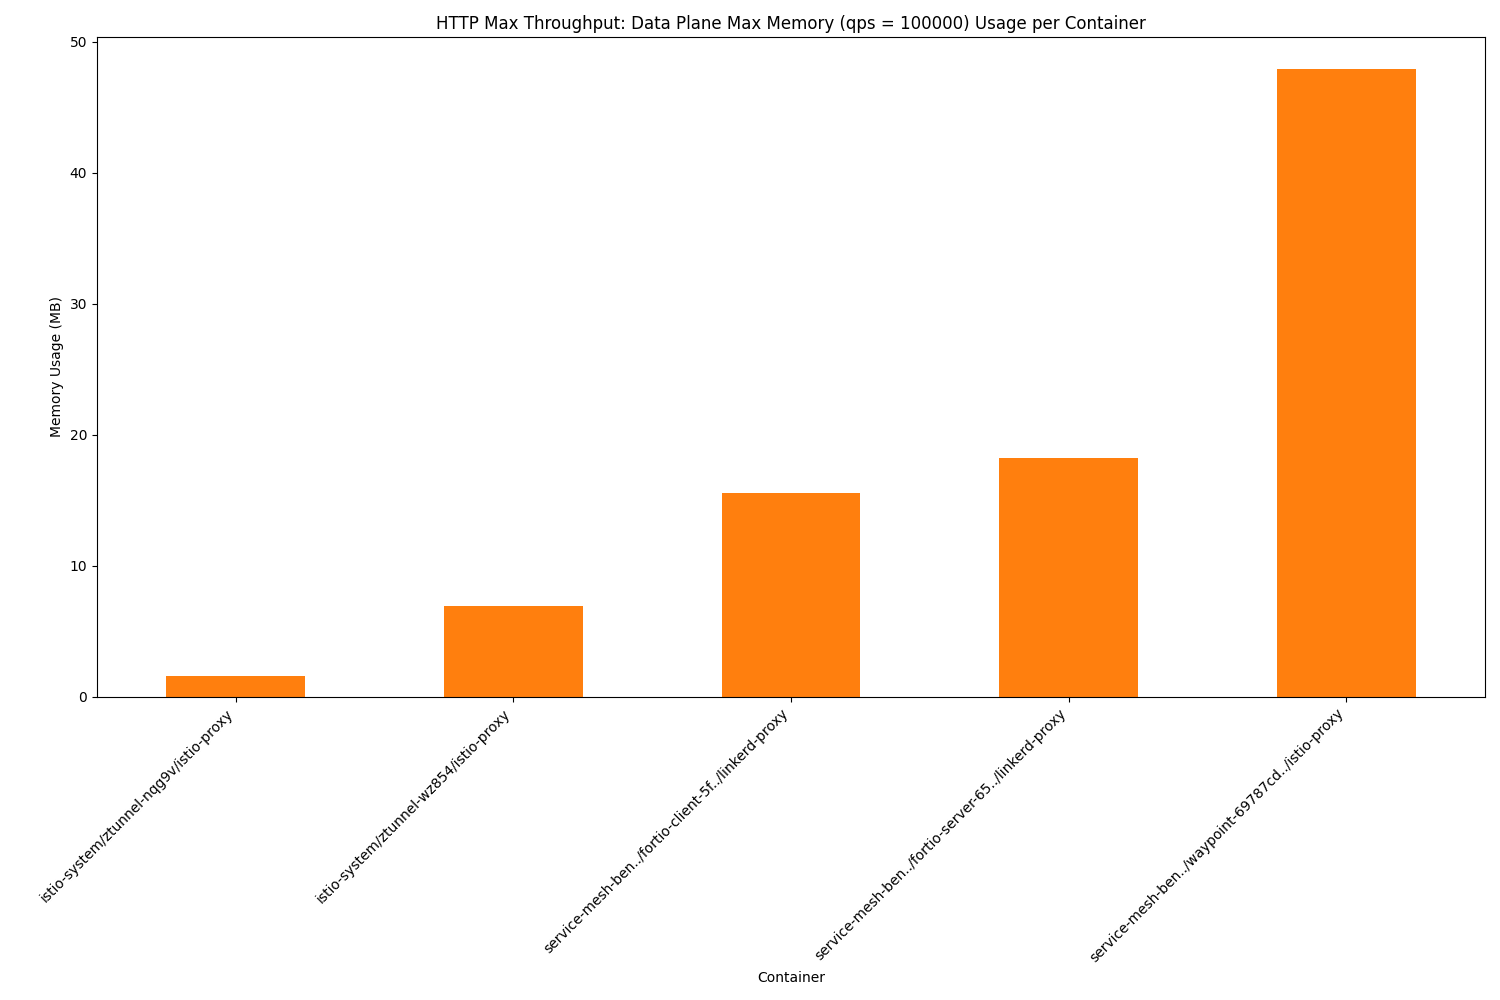 HTTP Max Throughput: Data Plane Max Memory (qps = 100000) Usage per Container
Memory Usage (MB)
50
40
30
20
10
0
istio-system/ztunnel-nqg9v/istio-proxy
istio-system/ztunnel-wz854/istio-proxy
service-mesh-ben../fortio-client-5f../linkerd-proxy
service-mesh-ben../fortio-server-65../linkerd-proxy
service-mesh-ben../waypoint-69787cd../istio-proxy
Container